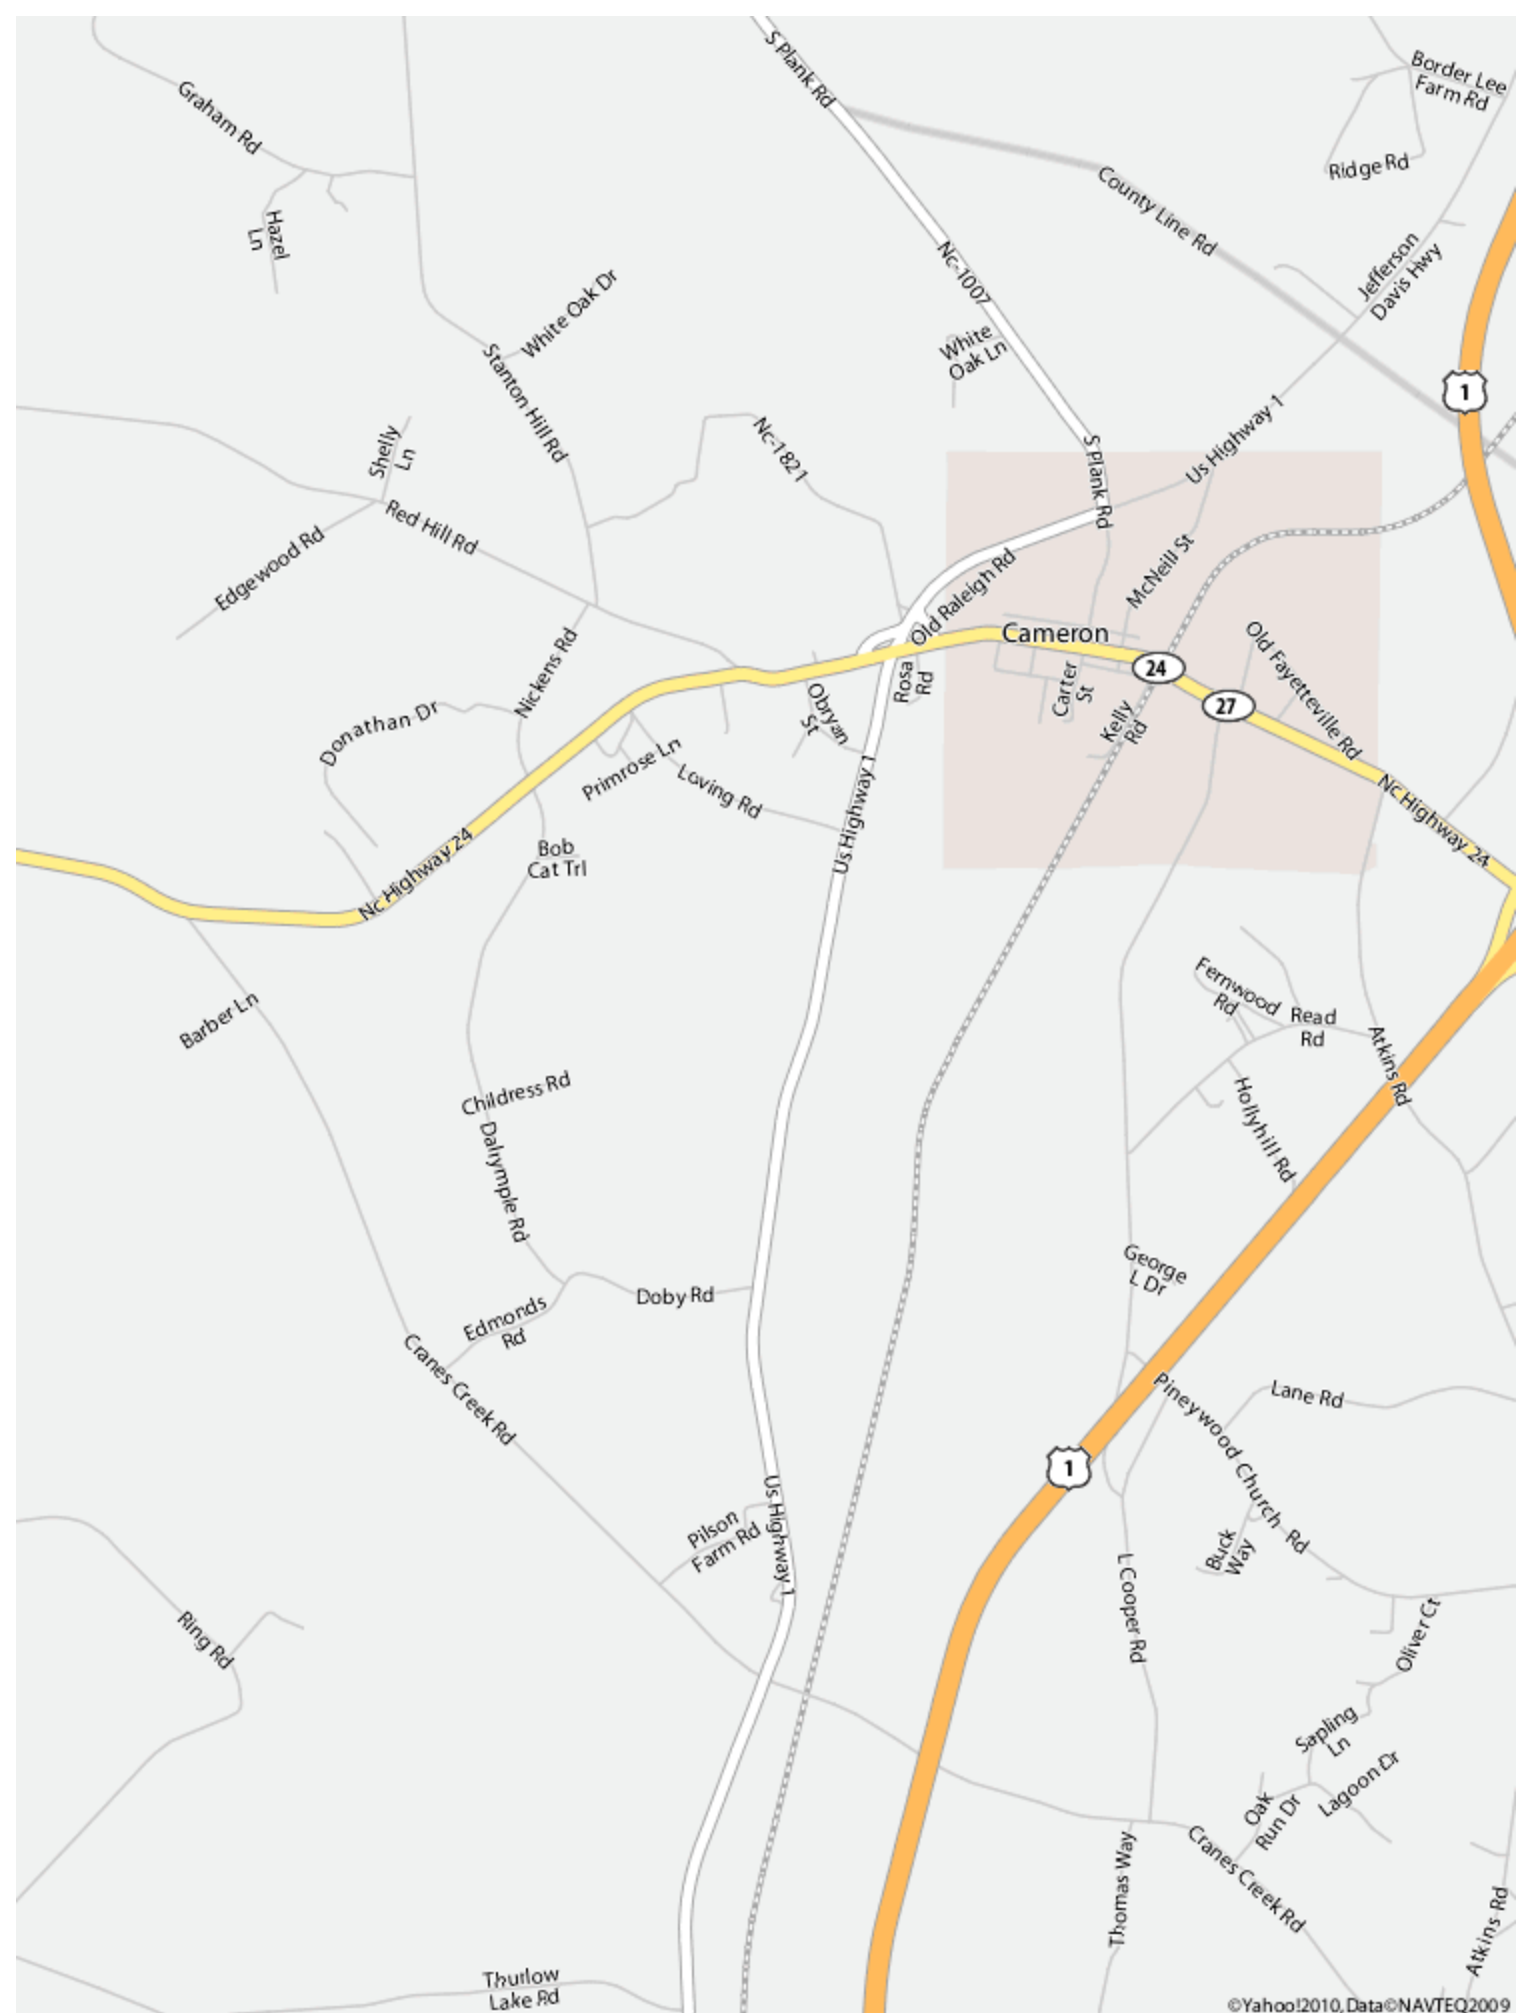 S Plank Rd
Border Lee
Farm Rd
Graham Rd
Ridge Rd
County Line Rd
Hazel
Ln
Jefferson
Davis Hwy
Nc-1007
White Oak Dr
White
Oak Ln
Stanton Hill Rd
1
Us Highway 1
Shelly
Ln
Nc-1821
S Plank Rd
Red Hill Rd
Edgewood Rd
McNeill St
Old Raleigh Rd
Cameron
Nickens Rd
24
Old Fayetteville Rd
Rosa
Rd
Carter
St
27
Kelly
Rd
Obryan
St
Donathan Dr
Primrose Ln
Loving Rd
Us Highway 1
Nc Highway 24
Nc Highway 24
Bob
Cat Trl
Fernwood
Rd
Read
Rd
Barber Ln
Atkins Rd
Childress Rd
Hollyhill Rd
Dalrymple Rd
George
L Dr
Doby Rd
Edmonds
Rd
Cranes Creek Rd
Pineywood Church Rd
Lane Rd
1
Us Highway 1
Pilson
Farm Rd
Buck
Way
L Cooper Rd
Ring Rd
Oliver Ct
Sapling
Ln
Lagoon Dr
Oak
Run Dr
Thomas Way
Cranes Creek Rd
Atkins Rd
Thurlow
Lake Rd
©Yahoo!2010, Data©NAVTEQ2009